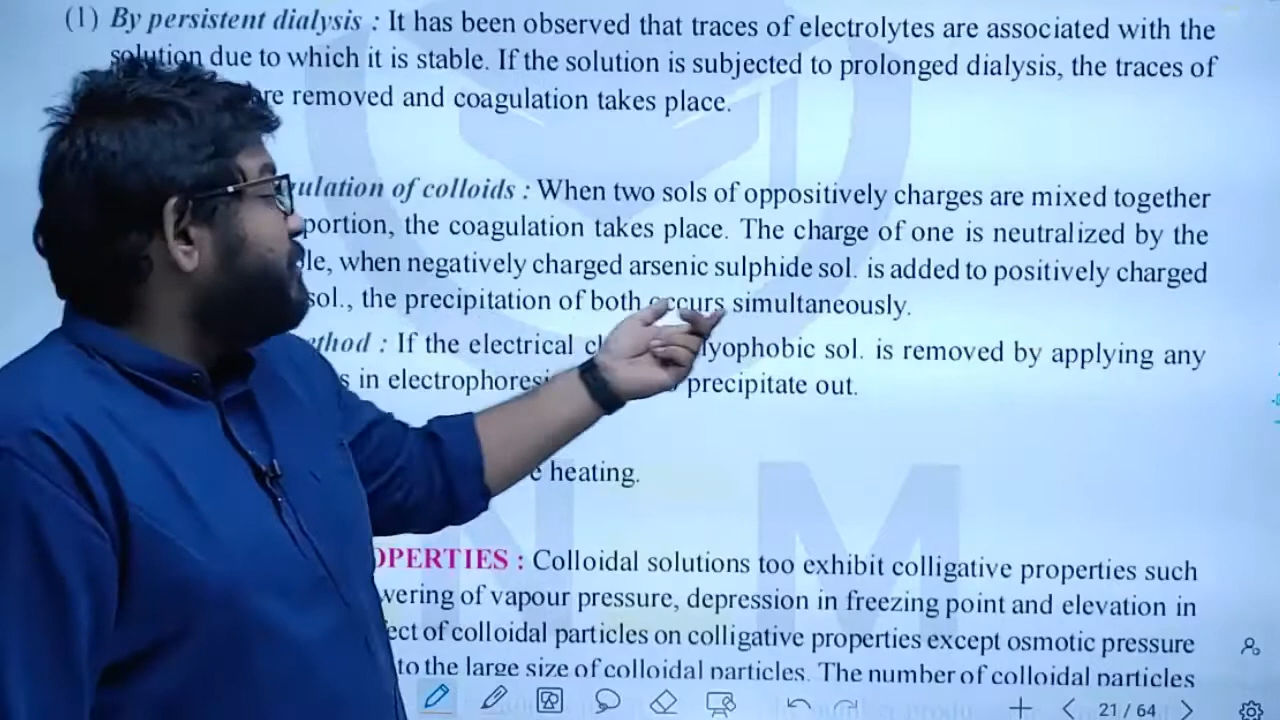 (1) By persistent dialysis : It has been observed that traces of electrolytes are associated with the
solution due to which it is stable. If the solution is subjected to prolonged dialysis, the traces of
are removed and coagulation takes place.
ulation of colloids : When two sols of oppositively charges are mixed together
portion, the coagulation takes place. The charge of one is neutralized by the
le, when negatively charged arsenic sulphide sol. is added to positively charged
sol., the precipitation of both occurs simultaneously.
thod : If the electrical lyophobic sol. is removed by applying any
s in precipitate out.
heating.
OPERTIES : Colloidal solutions too exhibit colligative properties such
wering of vapour pressure, depression in freezing point and elevation in
ect of colloidal particles on colligative properties except osmotic pressure
to the large size of colloidal particles. The number of colloidal particles
N M
21 / 64